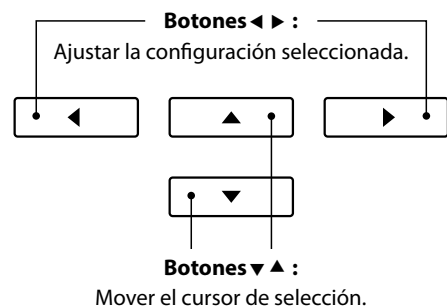 Botones ◀ ▶ :
Ajustar la configuración seleccionada.
Botones ▼ ▲ :
Mover el cursor de selección.